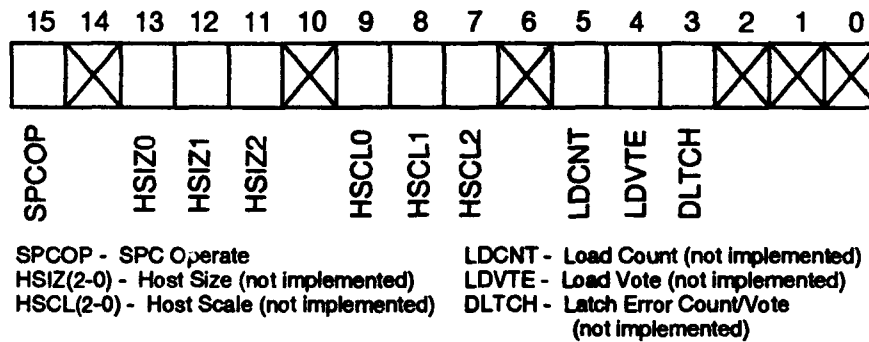 15 14 13 12 11 10 9 8 7 6 5 4 3 2 1 0
SPCOP HSIZ0 HSIZ1 HSIZ2 HSCL0 HSCL1 HSCL2 LDCNT LDVTE DLTCH
SPCOP - SPC Operate
HSIZ(2-0) - Host Size (not implemented)
HSCL(2-0) - Host Scale (not implemented)
LDCNT - Load Count (not implemented)
LDVTE - Load Vote (not implemented)
DLTCH - Latch Error Count/Vote
(not implemented)